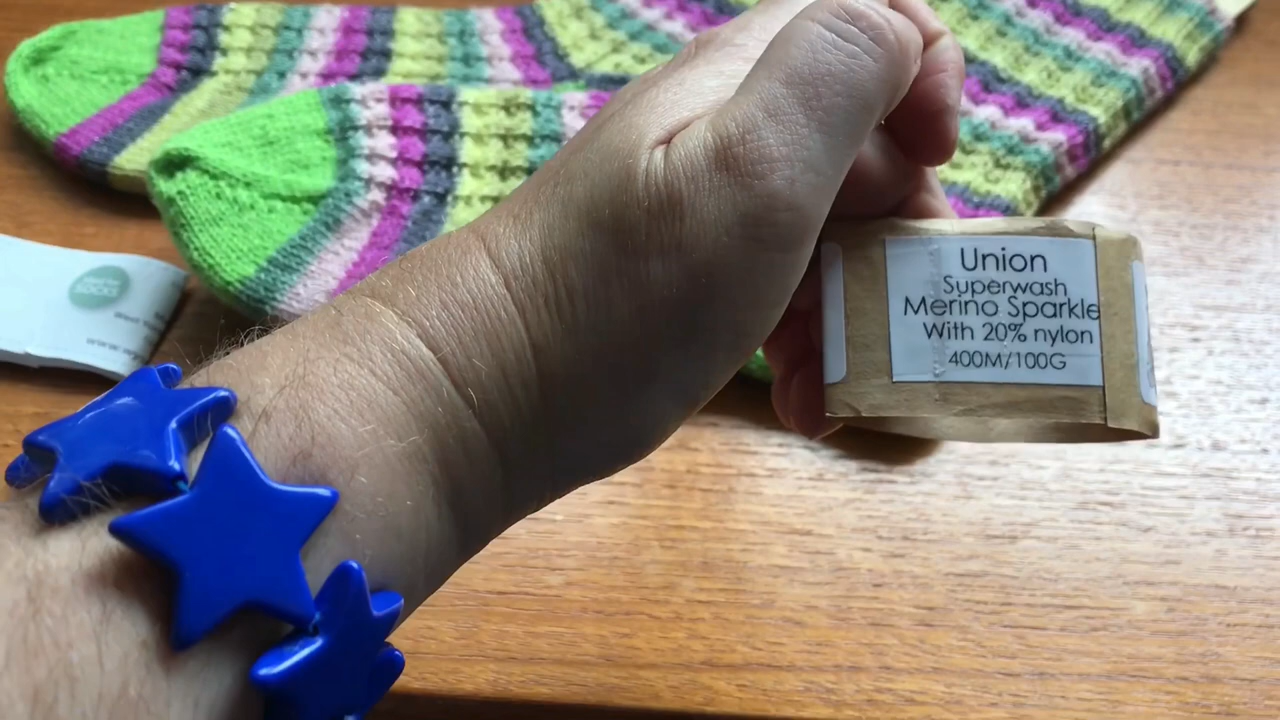 Union
Superwash
Merino Sparkle
With 20% nylon
400M/100G